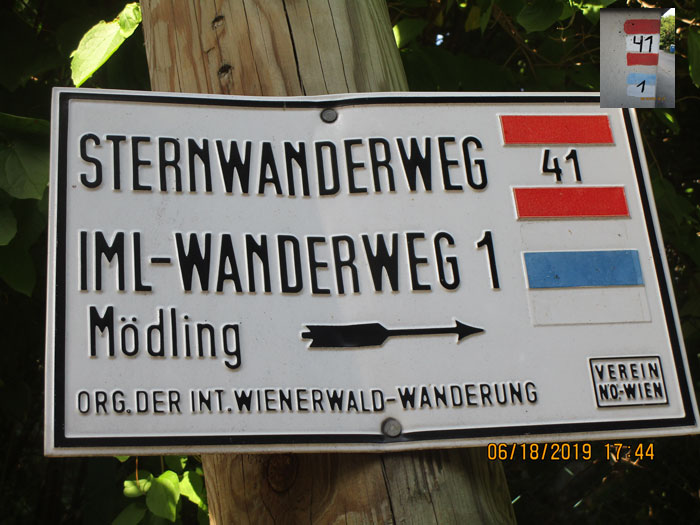 STERNWANDERWEG 41
IML-WANDERWEG 1
Mödling
ORG. DER INT. WIENERWALD-WANDERUNG
VEREIN
N.Ö.-WIEN
06/18/2019 17:44
41
1